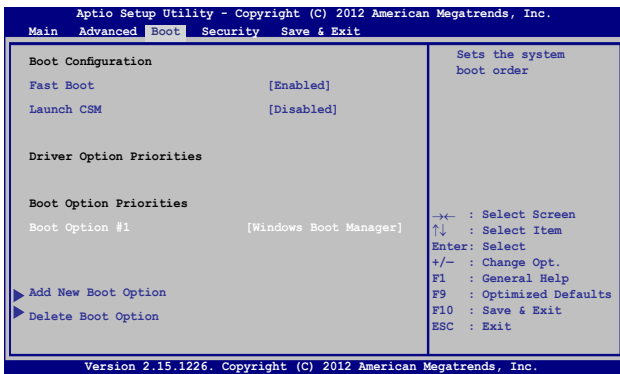 Aptio Setup Utility - Copyright (C) 2012 American Megatrends, Inc.
Main Advanced Boot Security Save & Exit
Boot Configuration
Fast Boot [Enabled]
Launch CSM [Disabled]
Driver Option Priorities
Boot Option Priorities
Boot Option #1 [Windows Boot Manager]
Add New Boot Option
Delete Boot Option
Sets the system
boot order
→← : Select Screen
↑↓ : Select Item
Enter: Select
+/— : Change Opt.
F1 : General Help
F9 : Optimized Defaults
F10 : Save & Exit
ESC : Exit
Version 2.15.1226. Copyright (C) 2012 American Megatrends, Inc.